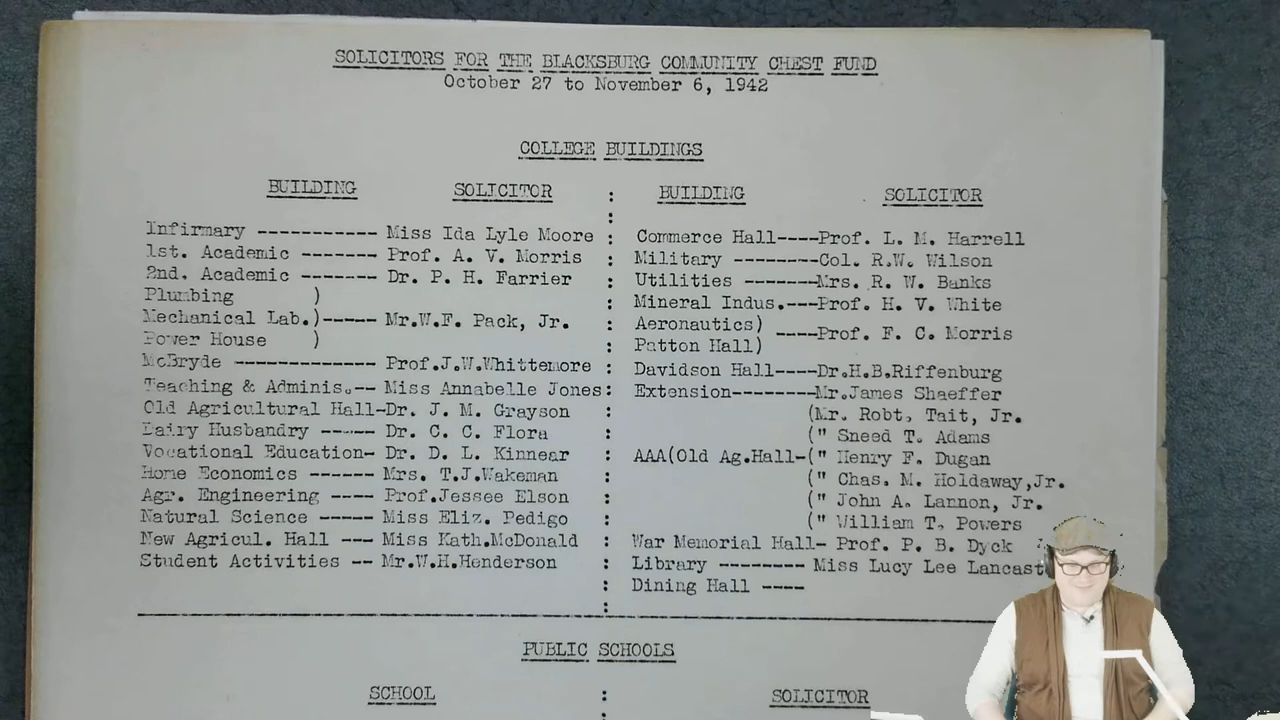 SOLICITORS FOR THE BLACKSBURG COMMUNITY CHEST FUND
October 27 to November 6, 1942
COLLEGE BUILDINGS
BUILDING SOLICITOR : BUILDING SOLICITOR
:
Infirmary ----------- Miss Ida Lyle Moore : Commerce Hall----Prof. L. M. Harrell
1st. Academic ------- Prof. A. V. Morris : Military --------Col. R.W. Wilson
2nd. Academic ------- Dr. P. H. Farrier : Utilities -------Mrs. R. W. Banks
Plumbing ) : Mineral Indus.---Prof. H. V. White
Mechanical Lab.)----- Mr.W.F. Pack, Jr. : Aeronautics) ----Prof. F. C. Morris
Power House ) : Patton Hall)
McBryde ------------- Prof.J.W.Whittemore : Davidson Hall----Dr.H.B.Riffenburg
Teaching & Adminis.-- Miss Annabelle Jones: Extension--------Mr.James Shaeffer
Old Agricultural Hall-Dr. J. M. Grayson : (Mr. Robt. Tait, Jr.
Dairy Husbandry ----- Dr. C. C. Flora : (" Sneed T. Adams
Vocational Education- Dr. D. L. Kinnear : AAA(Old Ag.Hall-(" Henry F. Dugan
Home Economics ------ Mrs. T.J.Wakeman : (" Chas. M. Holdaway,Jr.
Agr. Engineering ---- Prof.Jessee Elson : (" John A. Lannon, Jr.
Natural Science ----- Miss Eliz. Pedigo : (" William T. Powers
New Agricul. Hall --- Miss Kath.McDonald : War Memorial Hall- Prof. P. B. Dyck
Student Activities -- Mr.W.H.Henderson : Library -------- Miss Lucy Lee Lancast
: Dining Hall ----
:
PUBLIC SCHOOLS
SCHOOL : SOLICITOR
: